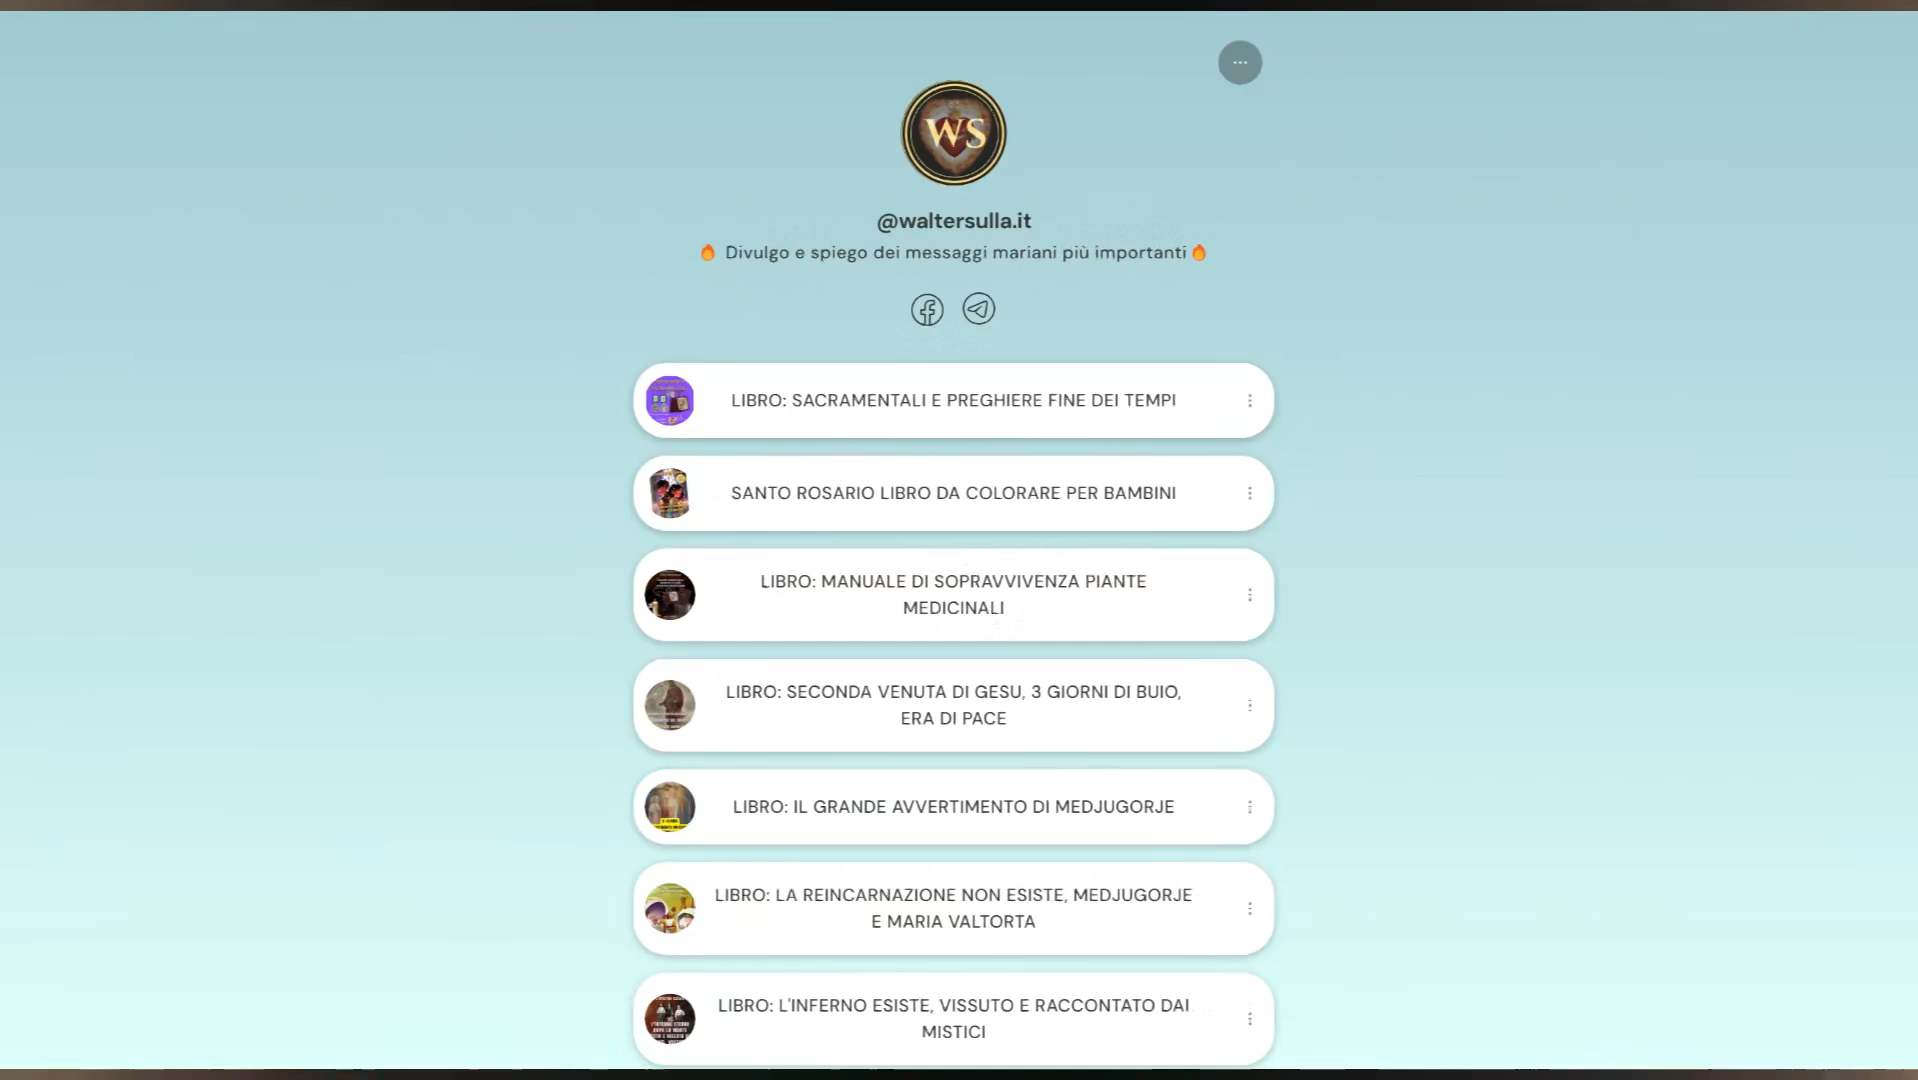 WS
@waltersulla.it
🔥 Divulgo e spiego dei messaggi mariani più importanti 🔥
LIBRO: SACRAMENTALI E PREGHIERE FINE DEI TEMPI
SANTO ROSARIO LIBRO DA COLORARE PER BAMBINI
LIBRO: MANUALE DI SOPRAVVIVENZA PIANTE
MEDICINALI
LIBRO: SECONDA VENUTA DI GESU, 3 GIORNI DI BUIO,
ERA DI PACE
LIBRO: IL GRANDE AVVERTIMENTO DI MEDJUGORJE
LIBRO: LA REINCARNAZIONE NON ESISTE, MEDJUGORJE
E MARIA VALTORTA
LIBRO: L'INFERNO ESISTE, VISSUTO E RACCONTATO DAI
MISTICI